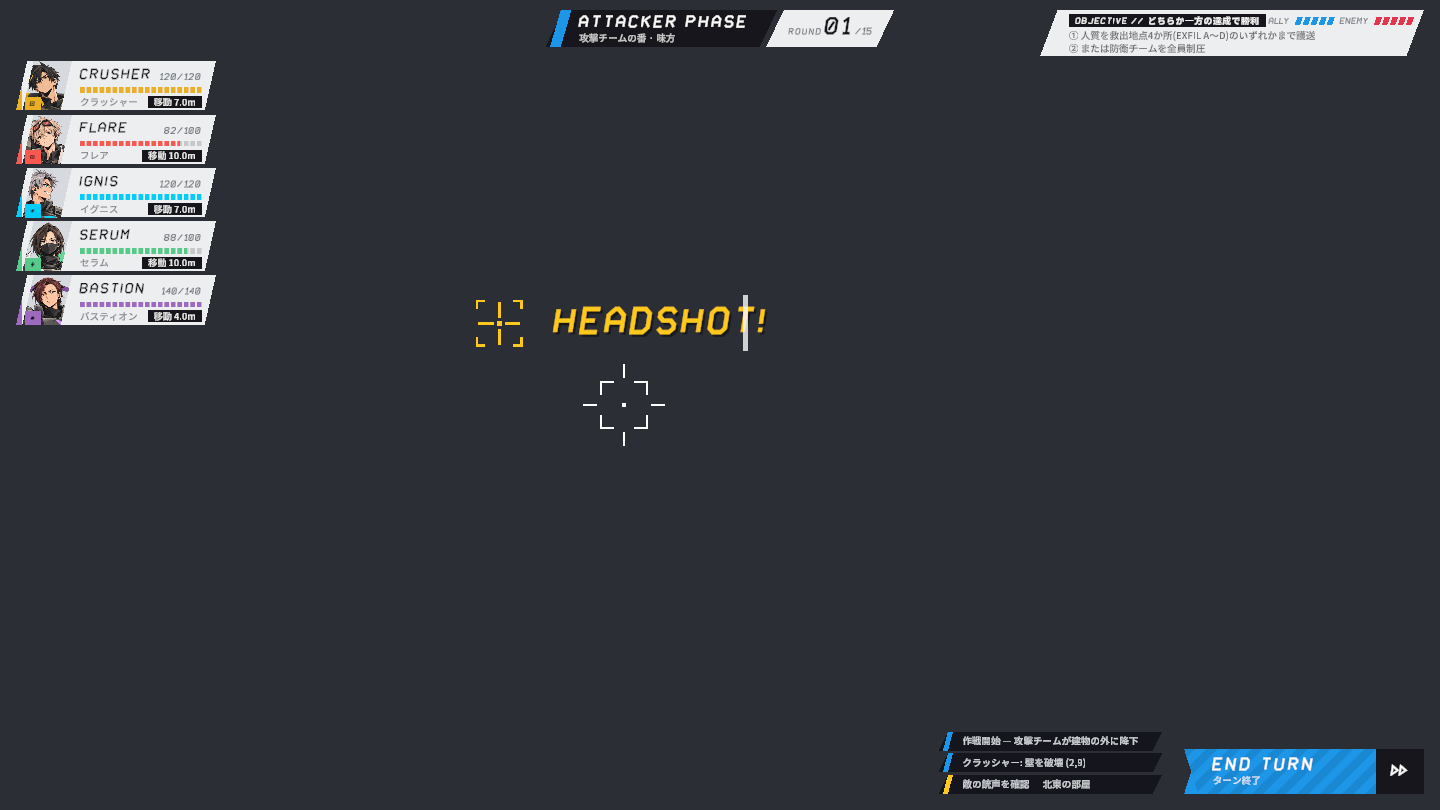 ATTACKER PHASE
攻撃チームの番・味方
ROUND 01 /15
OBJECTIVE // どちらか一方の達成で勝利 ALLY ENEMY
① 人質を救出地点4か所(EXFIL A〜D)のいずれかまで護送
② または防衛チームを全員制圧
CRUSHER 120/120
クラッシャー 移動 7.0m
FLARE 82/100
フレア 移動 10.0m
IGNIS 120/120
イグニス 移動 7.0m
SERUM 88/100
セラム 移動 10.0m
BASTION 140/140
バスティオン 移動 4.0m
HEADSHOT!
作戦開始 — 攻撃チームが建物の外に降下
クラッシャー: 壁を破壊 (2,9)
敵の銃声を確認 北東の部屋
END TURN
ターン終了